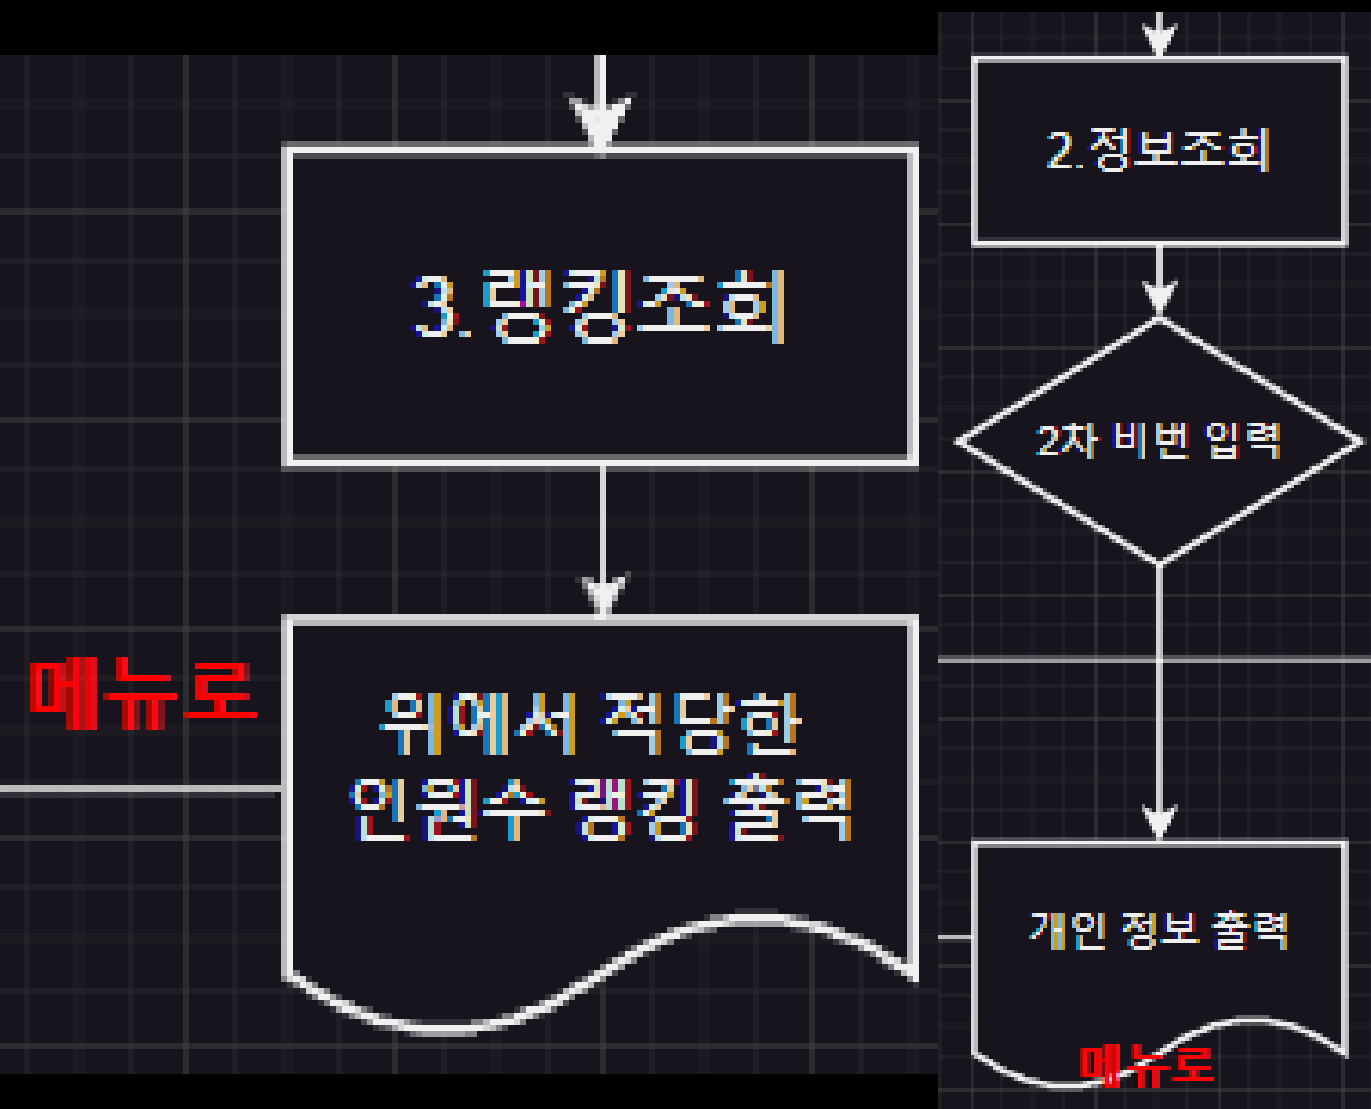 3.랭킹조회
메뉴로
위에서 적당한
인원수 랭킹 출력
2.정보조회
2차 비번 입력
개인 정보 출력
메뉴로